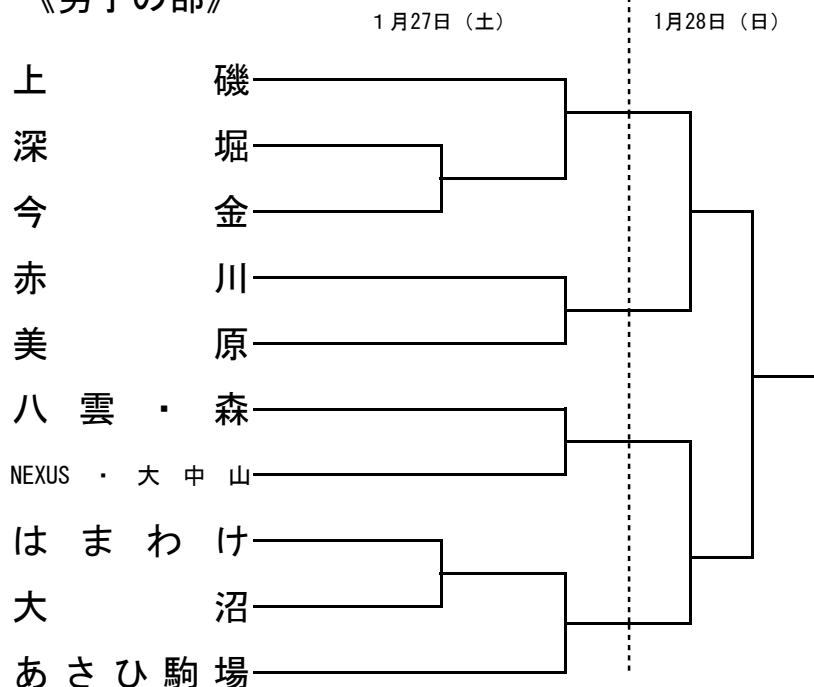 《男子の部》
1月27日（土） 1月28日（日）
上磯
深堀
今金
赤川
美原
八雲・森
NEXUS・大中山
はまわけ
大沼
あさひ駒場